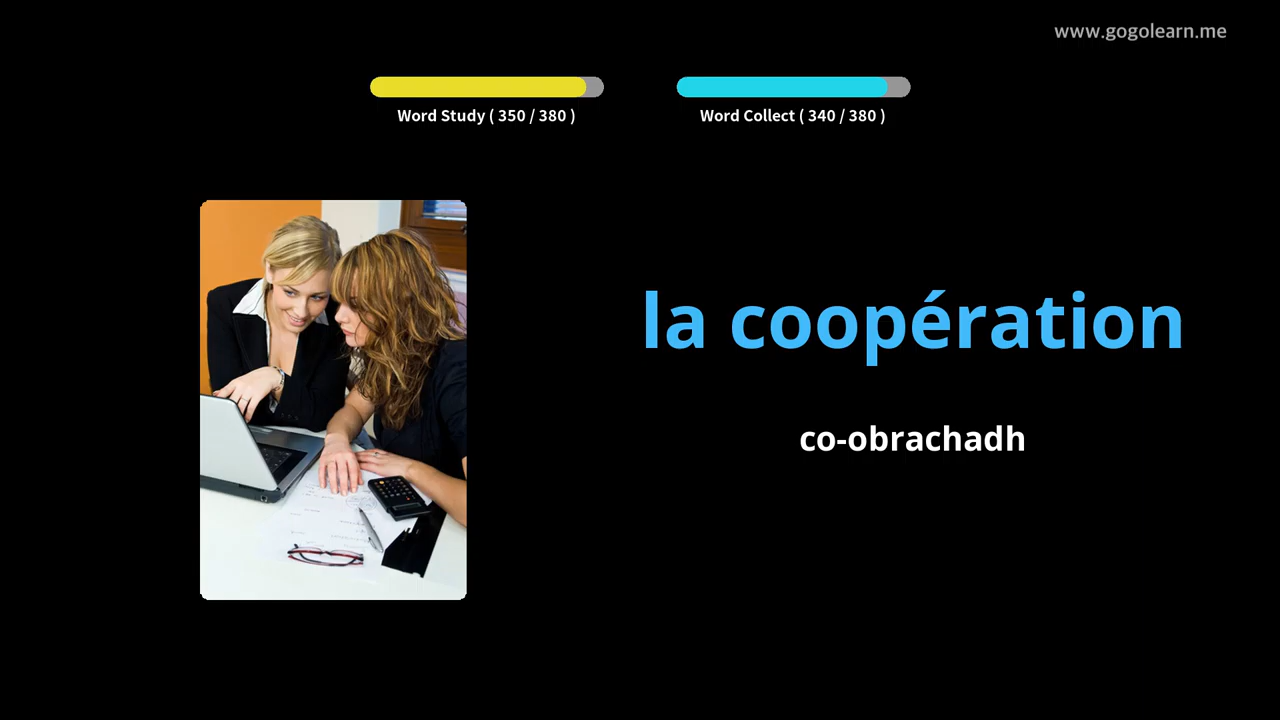 www.gogolearn.me
Word Study ( 350 / 380 )
Word Collect ( 340 / 380 )
la coopération
co-obrachadh